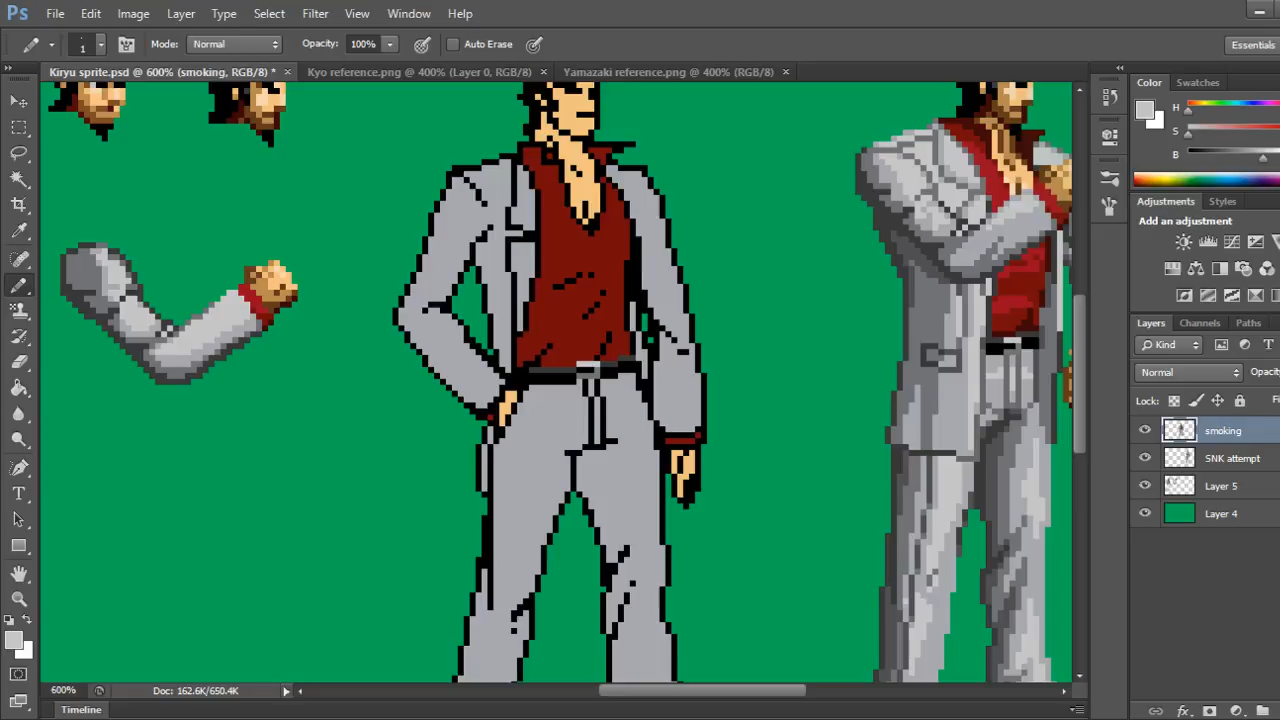 Ps File Edit Image Layer Type Select Filter View Window Help
1 Mode: Normal Opacity: 100% Auto Erase Essentials
Kiryu sprite.psd @ 600% (smoking, RGB/8) * × Kyo reference.png @ 400% (Layer 0, RGB/8) × Yamazaki reference.png @ 400% (RGB/8) ×
Color Swatches
H
S
B
Adjustments Styles
Add an adjustment
Layers Channels Paths
Kind
Normal Opacity
Lock:
smoking
SNK attempt
Layer 5
Layer 4
600% Doc: 162.6K/650.4K
Timeline